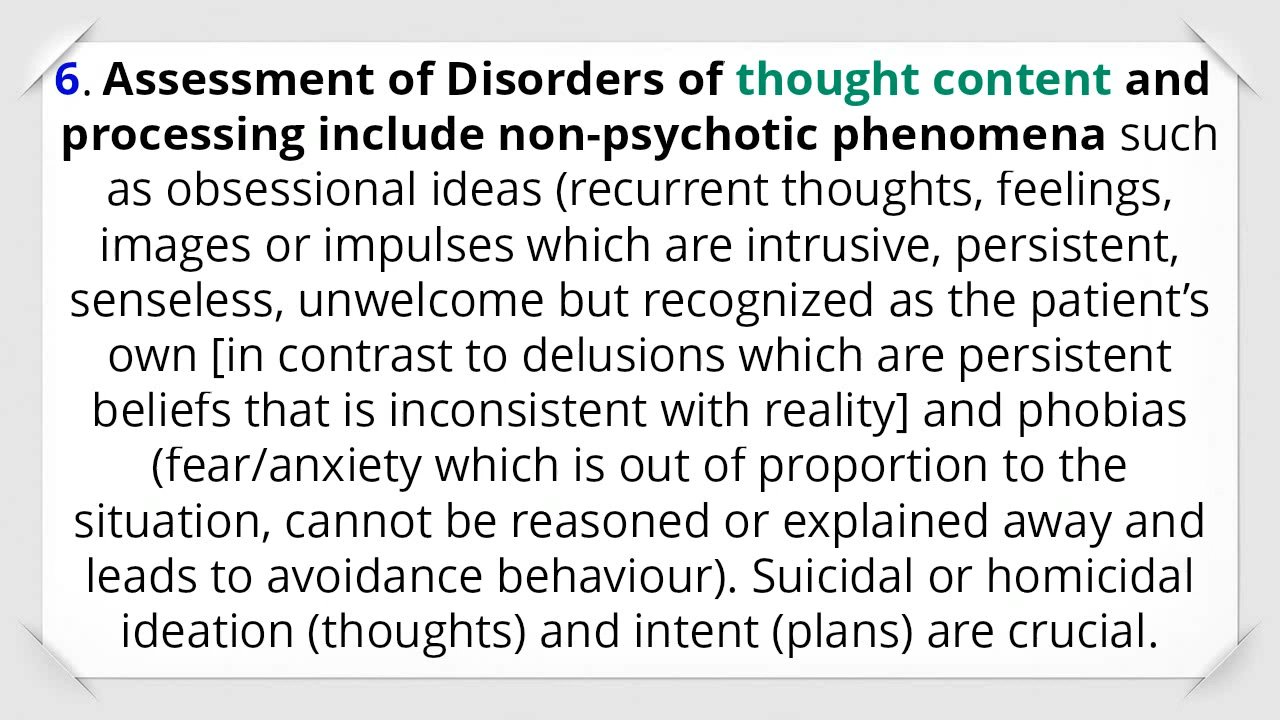 6. Assessment of Disorders of thought content and
processing include non-psychotic phenomena such
as obsessional ideas (recurrent thoughts, feelings,
images or impulses which are intrusive, persistent,
senseless, unwelcome but recognized as the patient’s
own [in contrast to delusions which are persistent
beliefs that is inconsistent with reality] and phobias
(fear/anxiety which is out of proportion to the
situation, cannot be reasoned or explained away and
leads to avoidance behaviour). Suicidal or homicidal
ideation (thoughts) and intent (plans) are crucial.